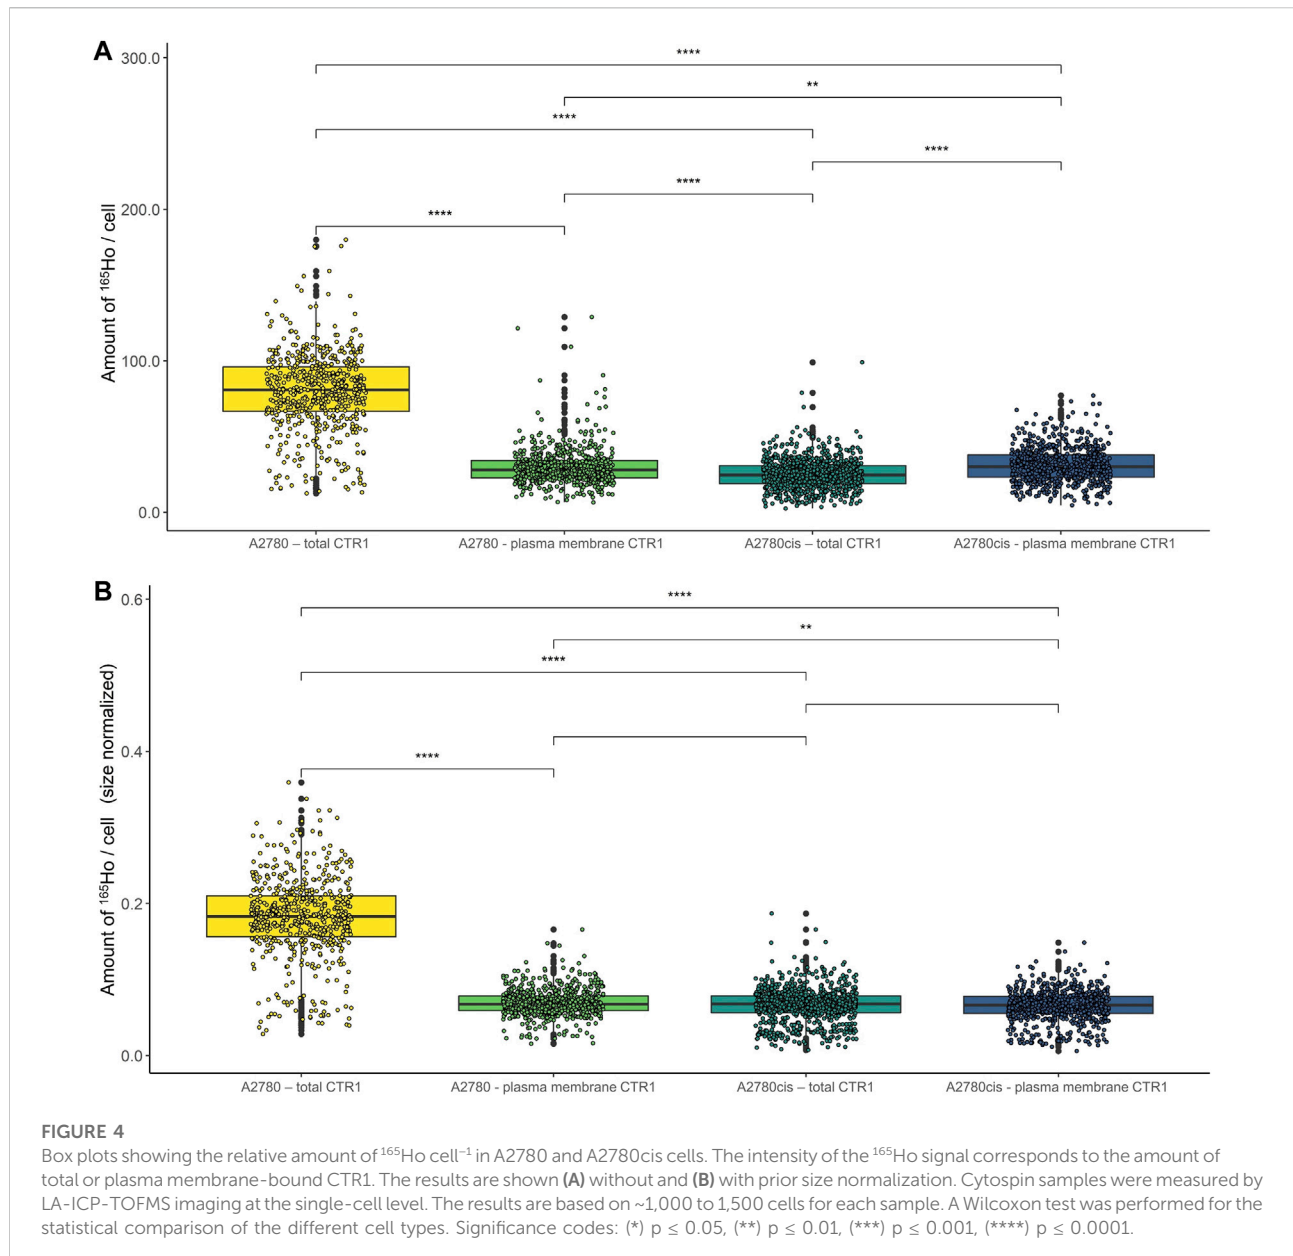 A
300.0
****
**
****
****
200.0
****
****
Amount of ¹⁶⁵Ho / cell
100.0
0.0
A2780 – total CTR1
A2780 - plasma membrane CTR1
A2780cis – total CTR1
A2780cis - plasma membrane CTR1
B
0.6
****
**
****
0.4
****
Amount of ¹⁶⁵Ho / cell (size normalized)
0.2
0.0
A2780 – total CTR1
A2780 - plasma membrane CTR1
A2780cis – total CTR1
A2780cis - plasma membrane CTR1
FIGURE 4
Box plots showing the relative amount of ¹⁶⁵Ho cell⁻¹ in A2780 and A2780cis cells. The intensity of the ¹⁶⁵Ho signal corresponds to the amount of
total or plasma membrane-bound CTR1. The results are shown (A) without and (B) with prior size normalization. Cytospin samples were measured by
LA-ICP-TOFMS imaging at the single-cell level. The results are based on ~1,000 to 1,500 cells for each sample. A Wilcoxon test was performed for the
statistical comparison of the different cell types. Significance codes: (*) p ≤ 0.05, (**) p ≤ 0.01, (***) p ≤ 0.001, (****) p ≤ 0.0001.